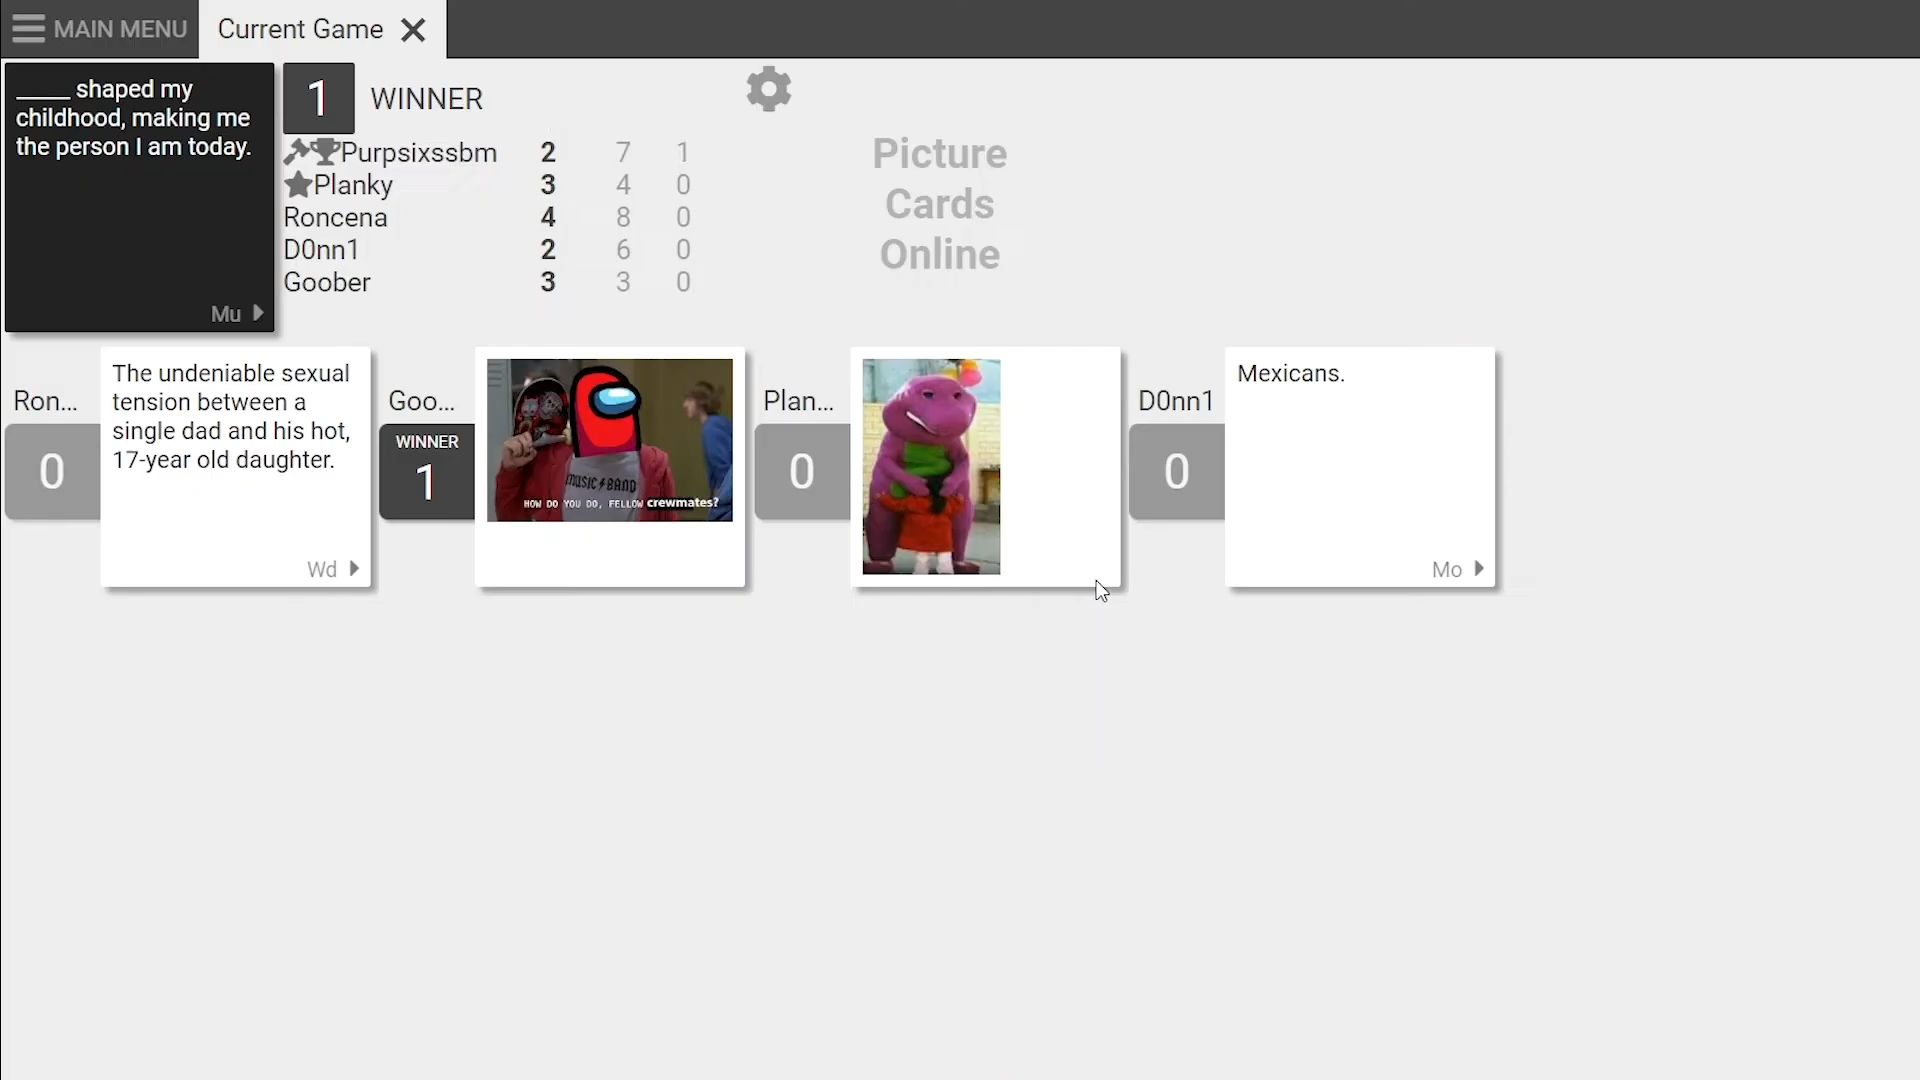 MAIN MENU
Current Game
_____ shaped my
childhood, making me
the person I am today.
Mu
1 WINNER
Purpsixssbm 2 7 1
Planky 3 4 0
Roncena 4 8 0
D0nn1 2 6 0
Goober 3 3 0
Picture
Cards
Online
Ron...
0
The undeniable sexual
tension between a
single dad and his hot,
17-year old daughter.
Wd
Goo...
WINNER
1
MUSIC BAND
HOW DO YOU DO, FELLOW crewmates?
Plan...
0
D0nn1
0
Mexicans.
Mo